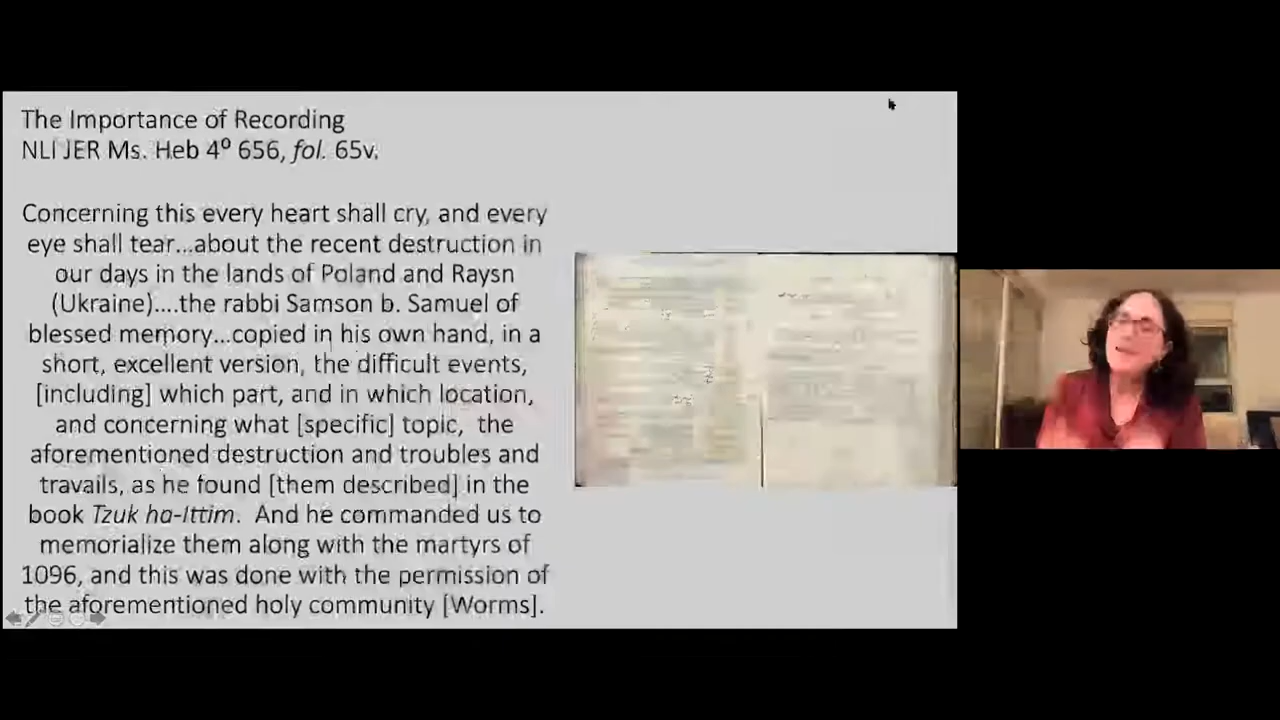 The Importance of Recording
NLI JER Ms. Heb 4º 656, fol. 65v.
Concerning this every heart shall cry, and every
eye shall tear...about the recent destruction in
our days in the lands of Poland and Raysn
(Ukraine)....the rabbi Samson b. Samuel of
blessed memory...copied in his own hand, in a
short, excellent version, the difficult events,
[including] which part, and in which location,
and concerning what [specific] topic, the
aforementioned destruction and troubles and
travails, as he found [them described] in the
book Tzuk ha-Ittim. And he commanded us to
memorialize them along with the martyrs of
1096, and this was done with the permission of
the aforementioned holy community [Worms].